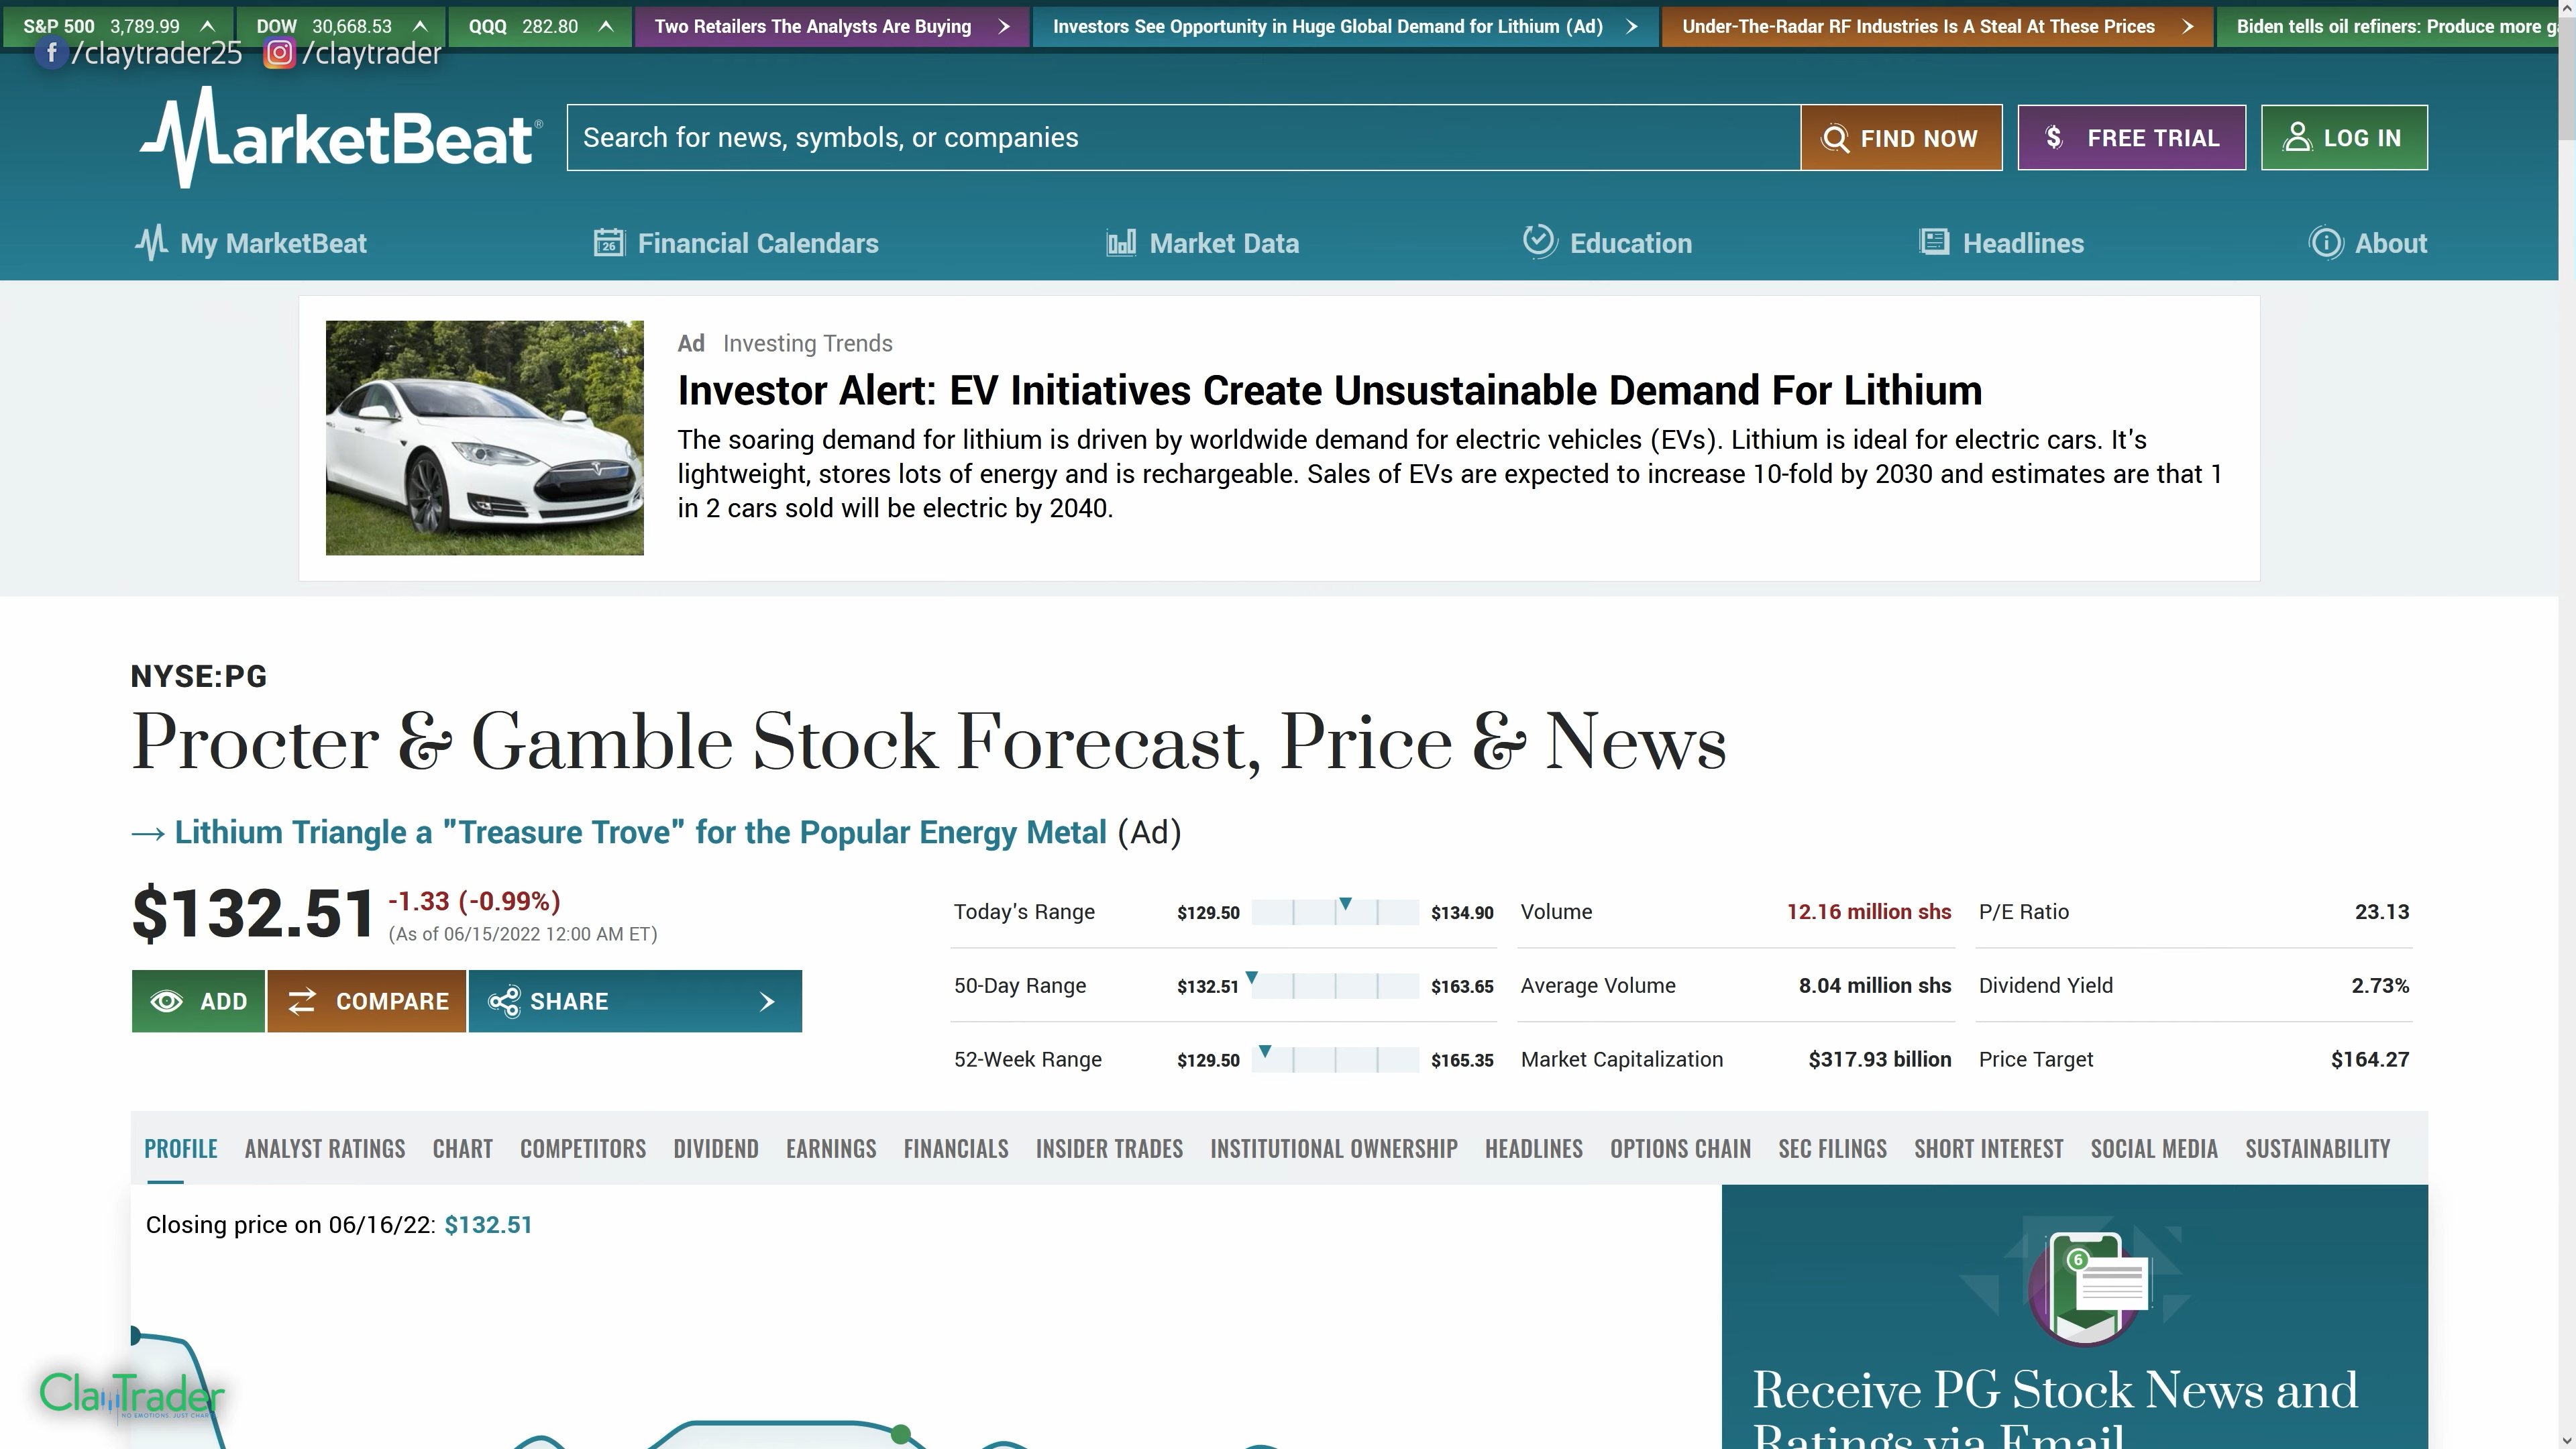 S&P 500 3,789.99 DOW 30,668.53 QQQ 282.80 Two Retailers The Analysts Are Buying Investors See Opportunity in Huge Global Demand for Lithium (Ad) Under-The-Radar RF Industries Is A Steal At These Prices Biden tells oil refiners: Produce more
/claytrader25 /claytrader
MarketBeat®
Search for news, symbols, or companies
FIND NOW
$ FREE TRIAL
LOG IN
My MarketBeat
26 Financial Calendars
Market Data
Education
Headlines
About
Ad Investing Trends
Investor Alert: EV Initiatives Create Unsustainable Demand For Lithium
The soaring demand for lithium is driven by worldwide demand for electric vehicles (EVs). Lithium is ideal for electric cars. It's
lightweight, stores lots of energy and is rechargeable. Sales of EVs are expected to increase 10-fold by 2030 and estimates are that 1
in 2 cars sold will be electric by 2040.
NYSE:PG
Procter & Gamble Stock Forecast, Price & News
→ Lithium Triangle a "Treasure Trove" for the Popular Energy Metal (Ad)
$132.51 -1.33 (-0.99%)
(As of 06/15/2022 12:00 AM ET)
ADD COMPARE SHARE
Today's Range $129.50 $134.90
50-Day Range $132.51 $163.65
52-Week Range $129.50 $165.35
Volume 12.16 million shs
Average Volume 8.04 million shs
Market Capitalization $317.93 billion
P/E Ratio 23.13
Dividend Yield 2.73%
Price Target $164.27
PROFILE ANALYST RATINGS CHART COMPETITORS DIVIDEND EARNINGS FINANCIALS INSIDER TRADES INSTITUTIONAL OWNERSHIP HEADLINES OPTIONS CHAIN SEC FILINGS SHORT INTEREST SOCIAL MEDIA SUSTAINABILITY
Closing price on 06/16/22: $132.51
6
Receive PG Stock News and
Ratings via Email
ClayTrader
NO EMOTIONS. JUST CHARTS